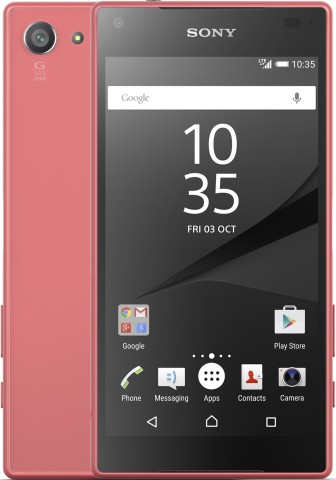 SONY
G
10:35
Google
10
35
FRI 03 OCT
Google
Play Store
Phone
Messaging
Apps
Contacts
Camera